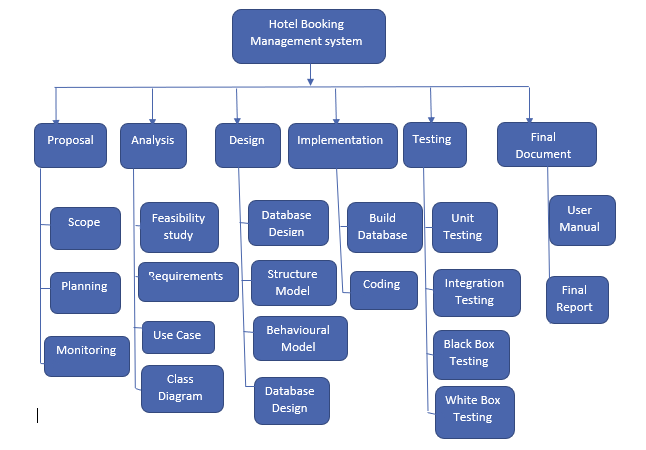 Hotel Booking
Management system
Proposal
Analysis
Design
Implementation
Testing
Final
Document
Scope
Planning
Monitoring
Feasibility
study
Requirements
Use Case
Class
Diagram
Database
Design
Structure
Model
Behavioural
Model
Database
Design
Build
Database
Coding
Unit
Testing
Integration
Testing
Black Box
Testing
White Box
Testing
User
Manual
Final
Report